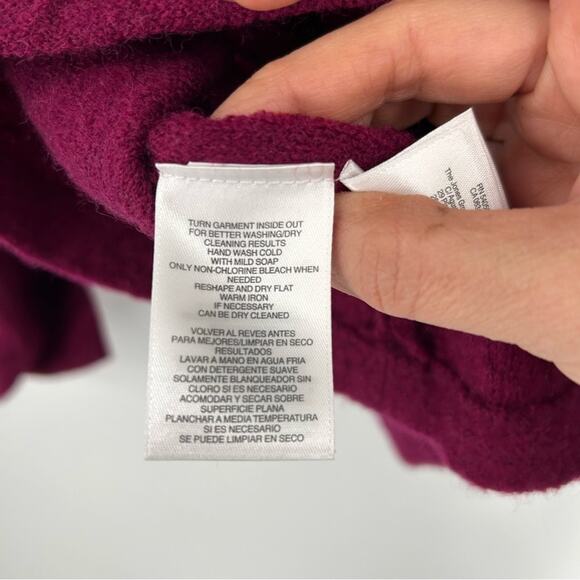 TURN GARMENT INSIDE OUT
FOR BETTER WASHING/DRY
CLEANING RESULTS
HAND WASH COLD
WITH MILD SOAP
ONLY NON-CHLORINE BLEACH WHEN
NEEDED
RESHAPE AND DRY FLAT
WARM IRON
IF NECESSARY
CAN BE DRY CLEANED
VOLVER AL REVES ANTES
PARA MEJORES/LIMPIAR EN SECO
RESULTADOS
LAVAR A MANO EN AGUA FRIA
CON DETERGENTE SUAVE
SOLAMENTE BLANQUEADOR SIN
CLORO SI ES NECESARIO
ACOMODAR Y SECAR SOBRE
SUPERFICIE PLANA
PLANCHAR A MEDIA TEMPERATURA
SI ES NECESARIO
SE PUEDE LIMPIAR EN SECO
The Jones